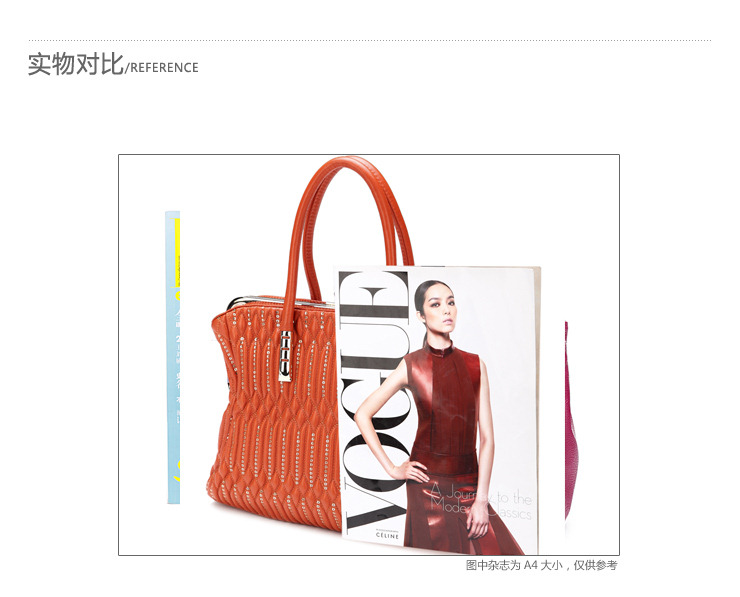 实物对比/REFERENCE
VOGUE
A Journey to the
Modern Classics
CELINE
图中杂志为 A4 大小，仅供参考